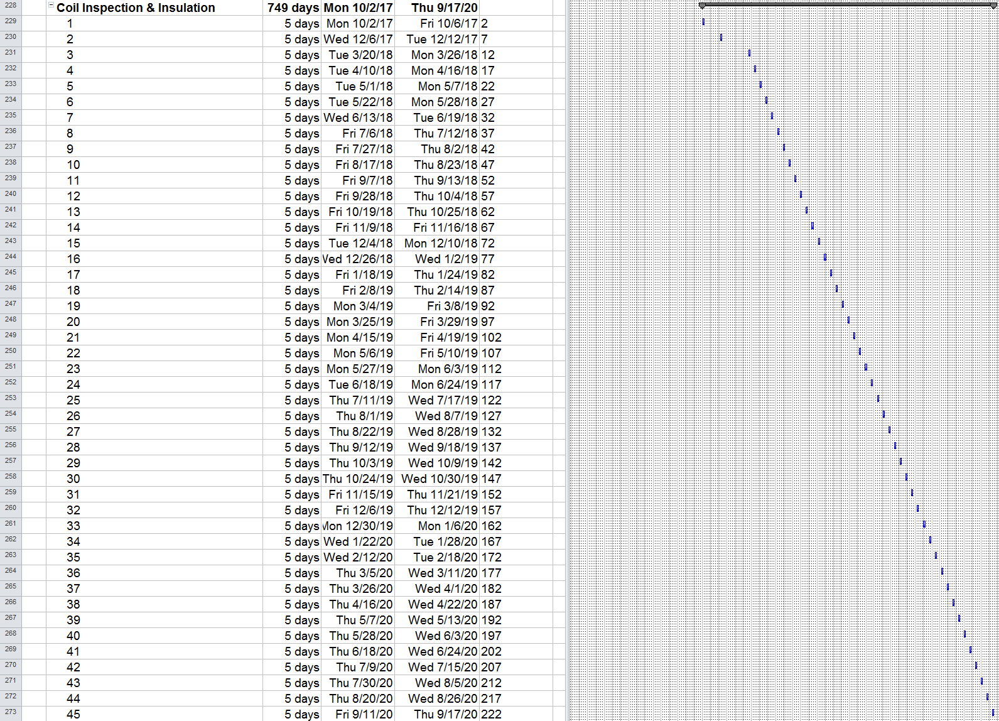 228 Coil Inspection & Insulation 749 days Mon 10/2/17 Thu 9/17/20
229 1 5 days Mon 10/2/17 Fri 10/6/17 2
230 2 5 days Wed 12/6/17 Tue 12/12/17 7
231 3 5 days Tue 3/20/18 Mon 3/26/18 12
232 4 5 days Tue 4/10/18 Mon 4/16/18 17
233 5 5 days Tue 5/1/18 Mon 5/7/18 22
234 6 5 days Tue 5/22/18 Mon 5/28/18 27
235 7 5 days Wed 6/13/18 Tue 6/19/18 32
236 8 5 days Fri 7/6/18 Thu 7/12/18 37
237 9 5 days Fri 7/27/18 Thu 8/2/18 42
238 10 5 days Fri 8/17/18 Thu 8/23/18 47
239 11 5 days Fri 9/7/18 Thu 9/13/18 52
240 12 5 days Fri 9/28/18 Thu 10/4/18 57
241 13 5 days Fri 10/19/18 Thu 10/25/18 62
242 14 5 days Fri 11/9/18 Fri 11/16/18 67
243 15 5 days Tue 12/4/18 Mon 12/10/18 72
244 16 5 days Wed 12/26/18 Wed 1/2/19 77
245 17 5 days Fri 1/18/19 Thu 1/24/19 82
246 18 5 days Fri 2/8/19 Thu 2/14/19 87
247 19 5 days Mon 3/4/19 Fri 3/8/19 92
248 20 5 days Mon 3/25/19 Fri 3/29/19 97
249 21 5 days Mon 4/15/19 Fri 4/19/19 102
250 22 5 days Mon 5/6/19 Fri 5/10/19 107
251 23 5 days Mon 5/27/19 Mon 6/3/19 112
252 24 5 days Tue 6/18/19 Mon 6/24/19 117
253 25 5 days Thu 7/11/19 Wed 7/17/19 122
254 26 5 days Thu 8/1/19 Wed 8/7/19 127
255 27 5 days Thu 8/22/19 Wed 8/28/19 132
256 28 5 days Thu 9/12/19 Wed 9/18/19 137
257 29 5 days Thu 10/3/19 Wed 10/9/19 142
258 30 5 days Thu 10/24/19 Wed 10/30/19 147
259 31 5 days Fri 11/15/19 Thu 11/21/19 152
260 32 5 days Fri 12/6/19 Thu 12/12/19 157
261 33 5 days Mon 12/30/19 Mon 1/6/20 162
262 34 5 days Wed 1/22/20 Tue 1/28/20 167
263 35 5 days Wed 2/12/20 Tue 2/18/20 172
264 36 5 days Thu 3/5/20 Wed 3/11/20 177
265 37 5 days Thu 3/26/20 Wed 4/1/20 182
266 38 5 days Thu 4/16/20 Wed 4/22/20 187
267 39 5 days Thu 5/7/20 Wed 5/13/20 192
268 40 5 days Thu 5/28/20 Wed 6/3/20 197
269 41 5 days Thu 6/18/20 Wed 6/24/20 202
270 42 5 days Thu 7/9/20 Wed 7/15/20 207
271 43 5 days Thu 7/30/20 Wed 8/5/20 212
272 44 5 days Thu 8/20/20 Wed 8/26/20 217
273 45 5 days Fri 9/11/20 Thu 9/17/20 222